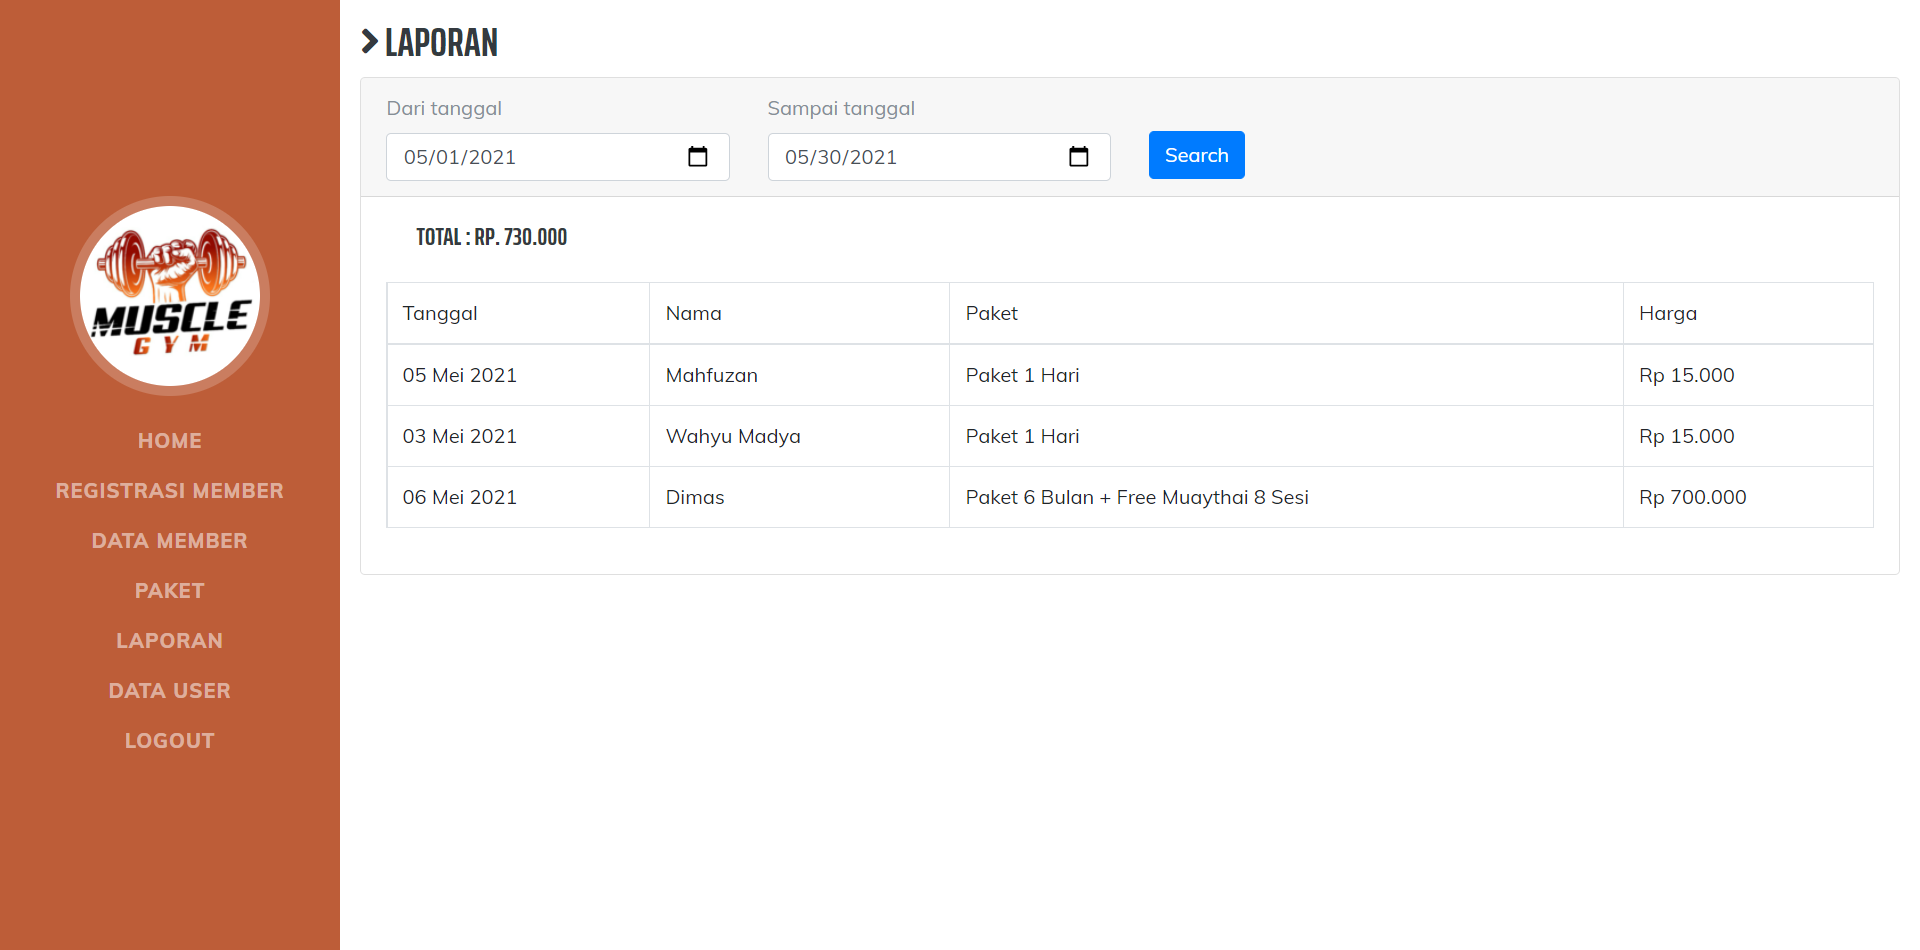 MUSCLE
GYM
HOME
REGISTRASI MEMBER
DATA MEMBER
PAKET
LAPORAN
DATA USER
LOGOUT
LAPORAN
Dari tanggal Sampai tanggal
05/01/2021 05/30/2021 Search
TOTAL : RP. 730.000
Tanggal Nama Paket Harga
05 Mei 2021 Mahfuzan Paket 1 Hari Rp 15.000
03 Mei 2021 Wahyu Madya Paket 1 Hari Rp 15.000
06 Mei 2021 Dimas Paket 6 Bulan + Free Muaythai 8 Sesi Rp 700.000